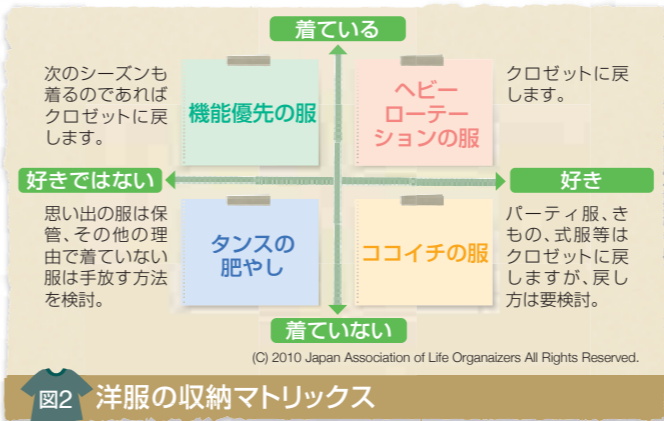 着ている
次のシーズンも
着るのであれば
クロゼットに戻
します。
機能優先の服
ヘビー
ローテー
ションの服
クロゼットに戻
します。
好きではない
好き
思い出の服は保
管、その他の理
由で着ていない
服は手放す方法
を検討。
タンスの
肥やし
ココイチの服
パーティ服、き
もの、式服等は
クロゼットに戻
しますが、戻し
方は要検討。
着ていない
(C) 2010 Japan Association of Life Organaizers All Rights Reserved.
図2 洋服の収納マトリックス